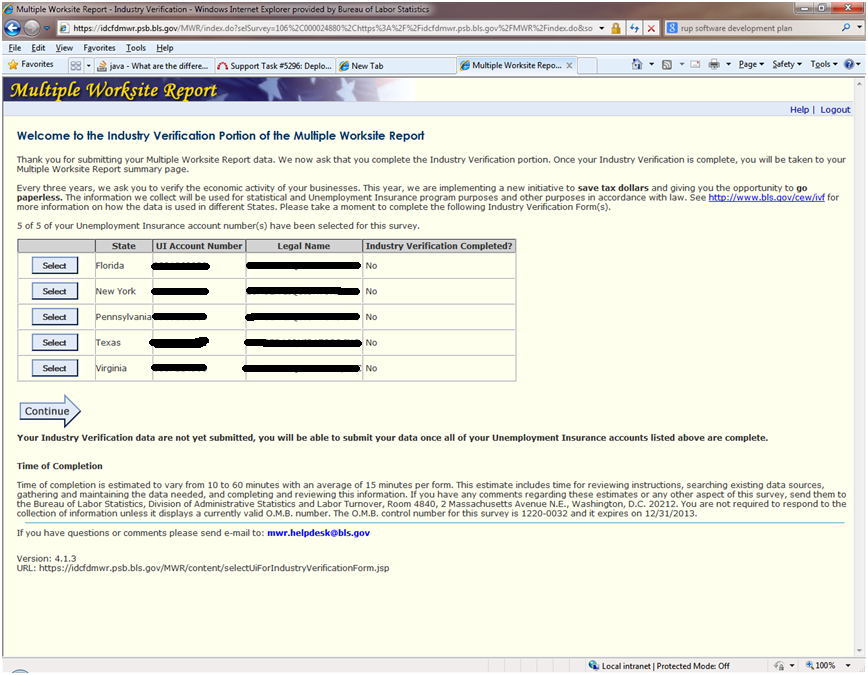 Multiple Worksite Report - Industry Verification - Windows Internet Explorer provided by Bureau of Labor Statistics
https://idcfdmwr.psb.bls.gov/MWR/index.do?selSurvey=106%2C000024880%2Chttps%3A%2F%2Fidcfdmwr.psb.bls.gov%2FMWR%2Findex.do&so
rup software development plan
File Edit View Favorites Tools Help
Favorites
java - What are the differe...
Support Task #5296: Deplo...
New Tab
Multiple Worksite Repo...
Page
Safety
Tools
Multiple Worksite Report
Help | Logout
Welcome to the Industry Verification Portion of the Multiple Worksite Report
Thank you for submitting your Multiple Worksite Report data. We now ask that you complete the Industry Verification portion. Once your Industry Verification is complete, you will be taken to your
Multiple Worksite Report summary page.
Every three years, we ask you to verify the economic activity of your businesses. This year, we are implementing a new initiative to save tax dollars and giving you the opportunity to go
paperless. The information we collect will be used for statistical and Unemployment Insurance program purposes and other purposes in accordance with law. See http://www.bls.gov/cew/ivf for
more information on how the data is used in different States. Please take a moment to complete the following Industry Verification Form(s).
5 of 5 of your Unemployment Insurance account number(s) have been selected for this survey.
State UI Account Number Legal Name Industry Verification Completed?
Select Florida No
Select New York No
Select Pennsylvania No
Select Texas No
Select Virginia No
Continue
Your Industry Verification data are not yet submitted, you will be able to submit your data once all of your Unemployment Insurance accounts listed above are complete.
Time of Completion
Time of completion is estimated to vary from 10 to 60 minutes with an average of 15 minutes per form. This estimate includes time for reviewing instructions, searching existing data sources,
gathering and maintaining the data needed, and completing and reviewing this information. If you have any comments regarding these estimates or any other aspect of this survey, send them to
the Bureau of Labor Statistics, Division of Administrative Statistics and Labor Turnover, Room 4840, 2 Massachusetts Avenue N.E., Washington, D.C. 20212. You are not required to respond to the
collection of information unless it displays a currently valid O.M.B. number. The O.M.B. control number for this survey is 1220-0032 and it expires on 12/31/2013.
If you have questions or comments please send e-mail to: mwr.helpdesk@bls.gov
Version: 4.1.3
URL: https://idcfdmwr.psb.bls.gov/MWR/content/selectUiForIndustryVerificationForm.jsp
Local intranet | Protected Mode: Off
100%